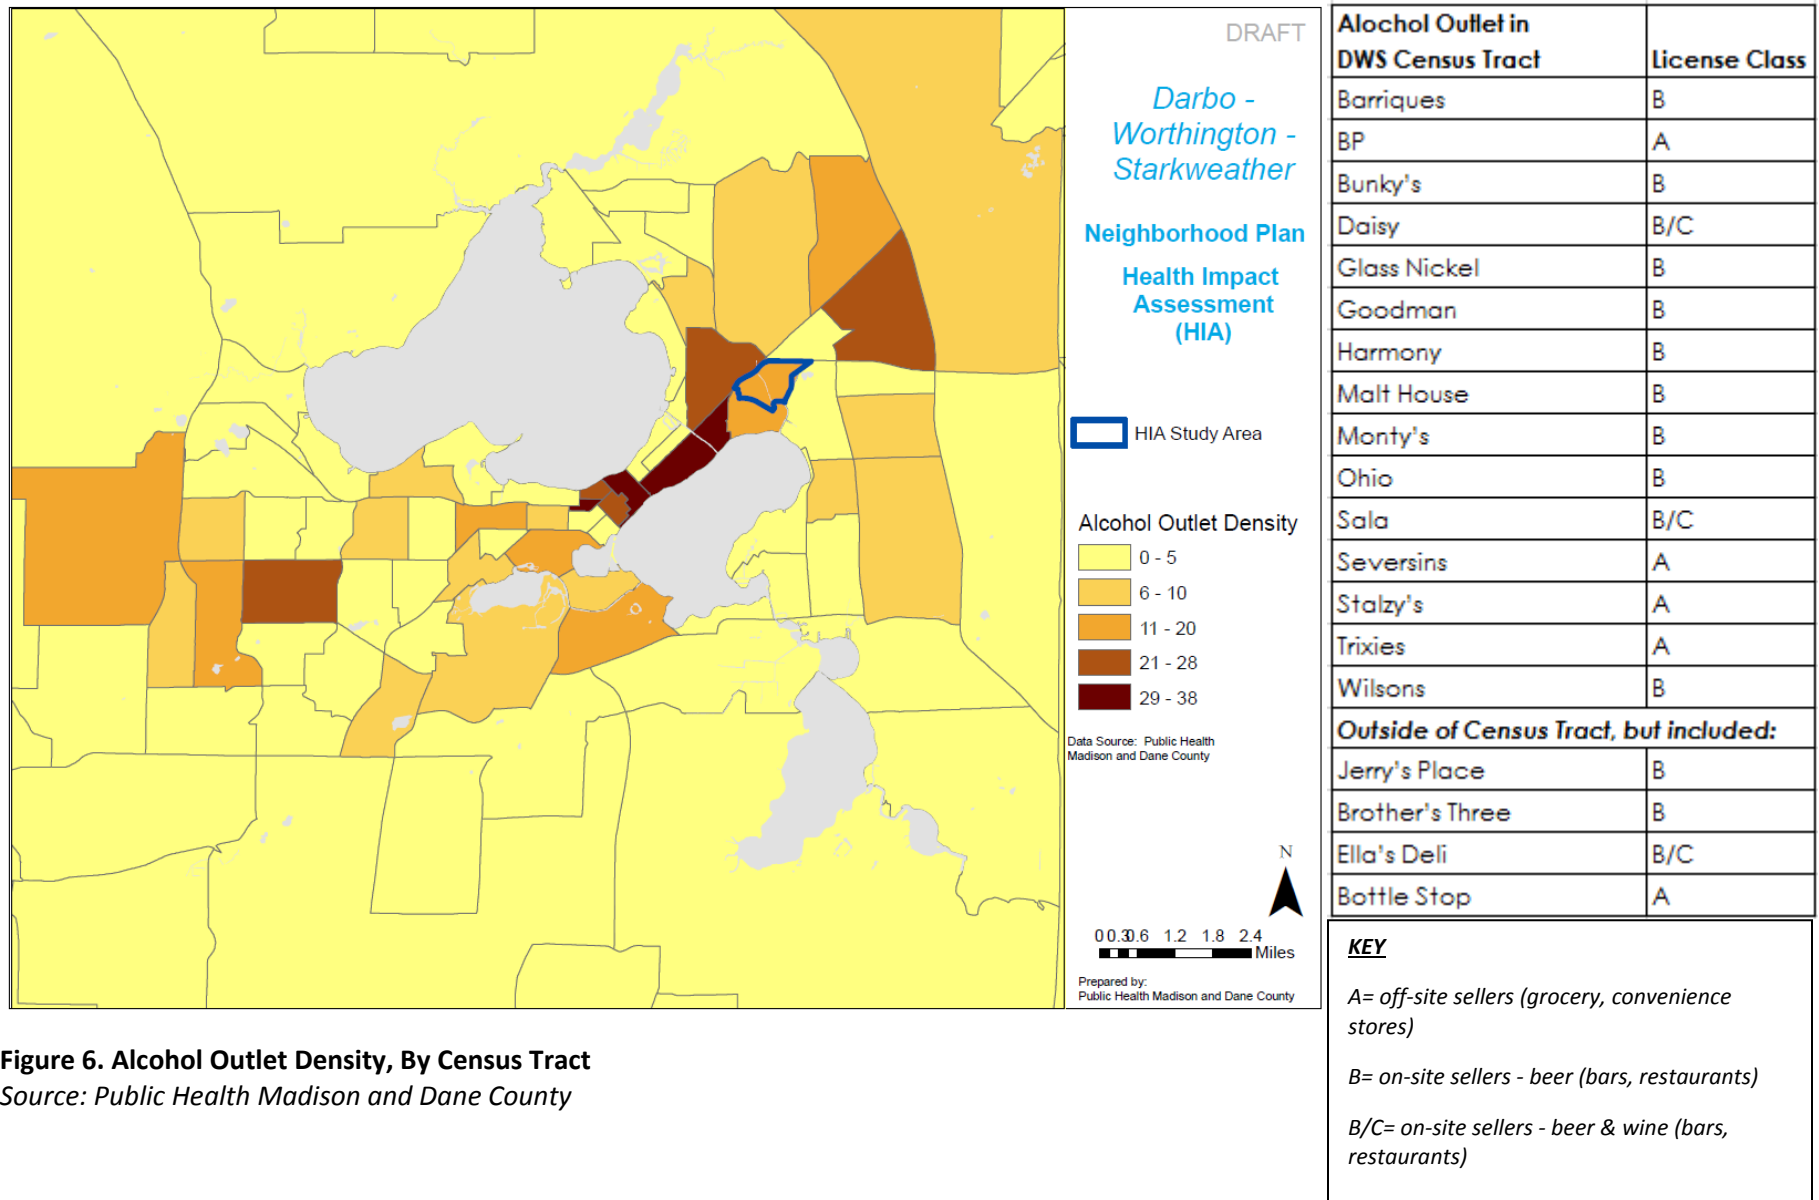 DRAFT
Darbo -
Worthington -
Starkweather
Neighborhood Plan
Health Impact
Assessment
(HIA)
HIA Study Area
Alcohol Outlet Density
0 - 5
6 - 10
11 - 20
21 - 28
29 - 38
Data Source: Public Health
Madison and Dane County
N
0 0.3 0.6 1.2 1.8 2.4
Miles
Prepared by:
Public Health Madison and Dane County
Alochol Outlet in
DWS Census Tract License Class
Barriques B
BP A
Bunky's B
Daisy B/C
Glass Nickel B
Goodman B
Harmony B
Malt House B
Monty's B
Ohio B
Sala B/C
Seversins A
Stalzy's A
Trixies A
Wilsons B
Outside of Census Tract, but included:
Jerry's Place B
Brother's Three B
Ella's Deli B/C
Bottle Stop A
KEY
A= off-site sellers (grocery, convenience
stores)
B= on-site sellers - beer (bars, restaurants)
B/C= on-site sellers - beer & wine (bars,
restaurants)
Figure 6. Alcohol Outlet Density, By Census Tract
Source: Public Health Madison and Dane County